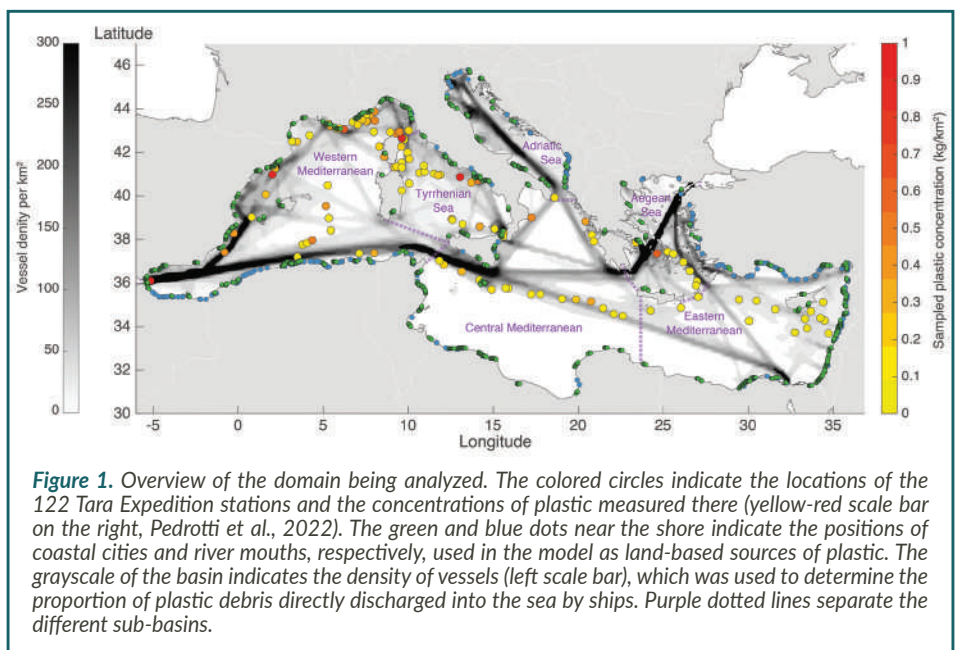 Latitude
300
250
200
150
100
50
0
Vessel denity per km²
46
44
42
40
38
36
34
32
30
-5
0
5
10
15
20
25
30
35
Longitude
Western
Mediterranean
Adriatic
Sea
Tyrrhenian
Sea
Aegean
Sea
Central Mediterranean
Eastern
Mediterranean
1
0.9
0.8
0.7
0.6
0.5
0.4
0.3
0.2
0.1
0
Sampled plastic concentration (kg/km²)
Figure 1. Overview of the domain being analyzed. The colored circles indicate the locations of the
122 Tara Expedition stations and the concentrations of plastic measured there (yellow-red scale bar
on the right, Pedrotti et al., 2022). The green and blue dots near the shore indicate the positions of
coastal cities and river mouths, respectively, used in the model as land-based sources of plastic. The
grayscale of the basin indicates the density of vessels (left scale bar), which was used to determine the
proportion of plastic debris directly discharged into the sea by ships. Purple dotted lines separate the
different sub-basins.